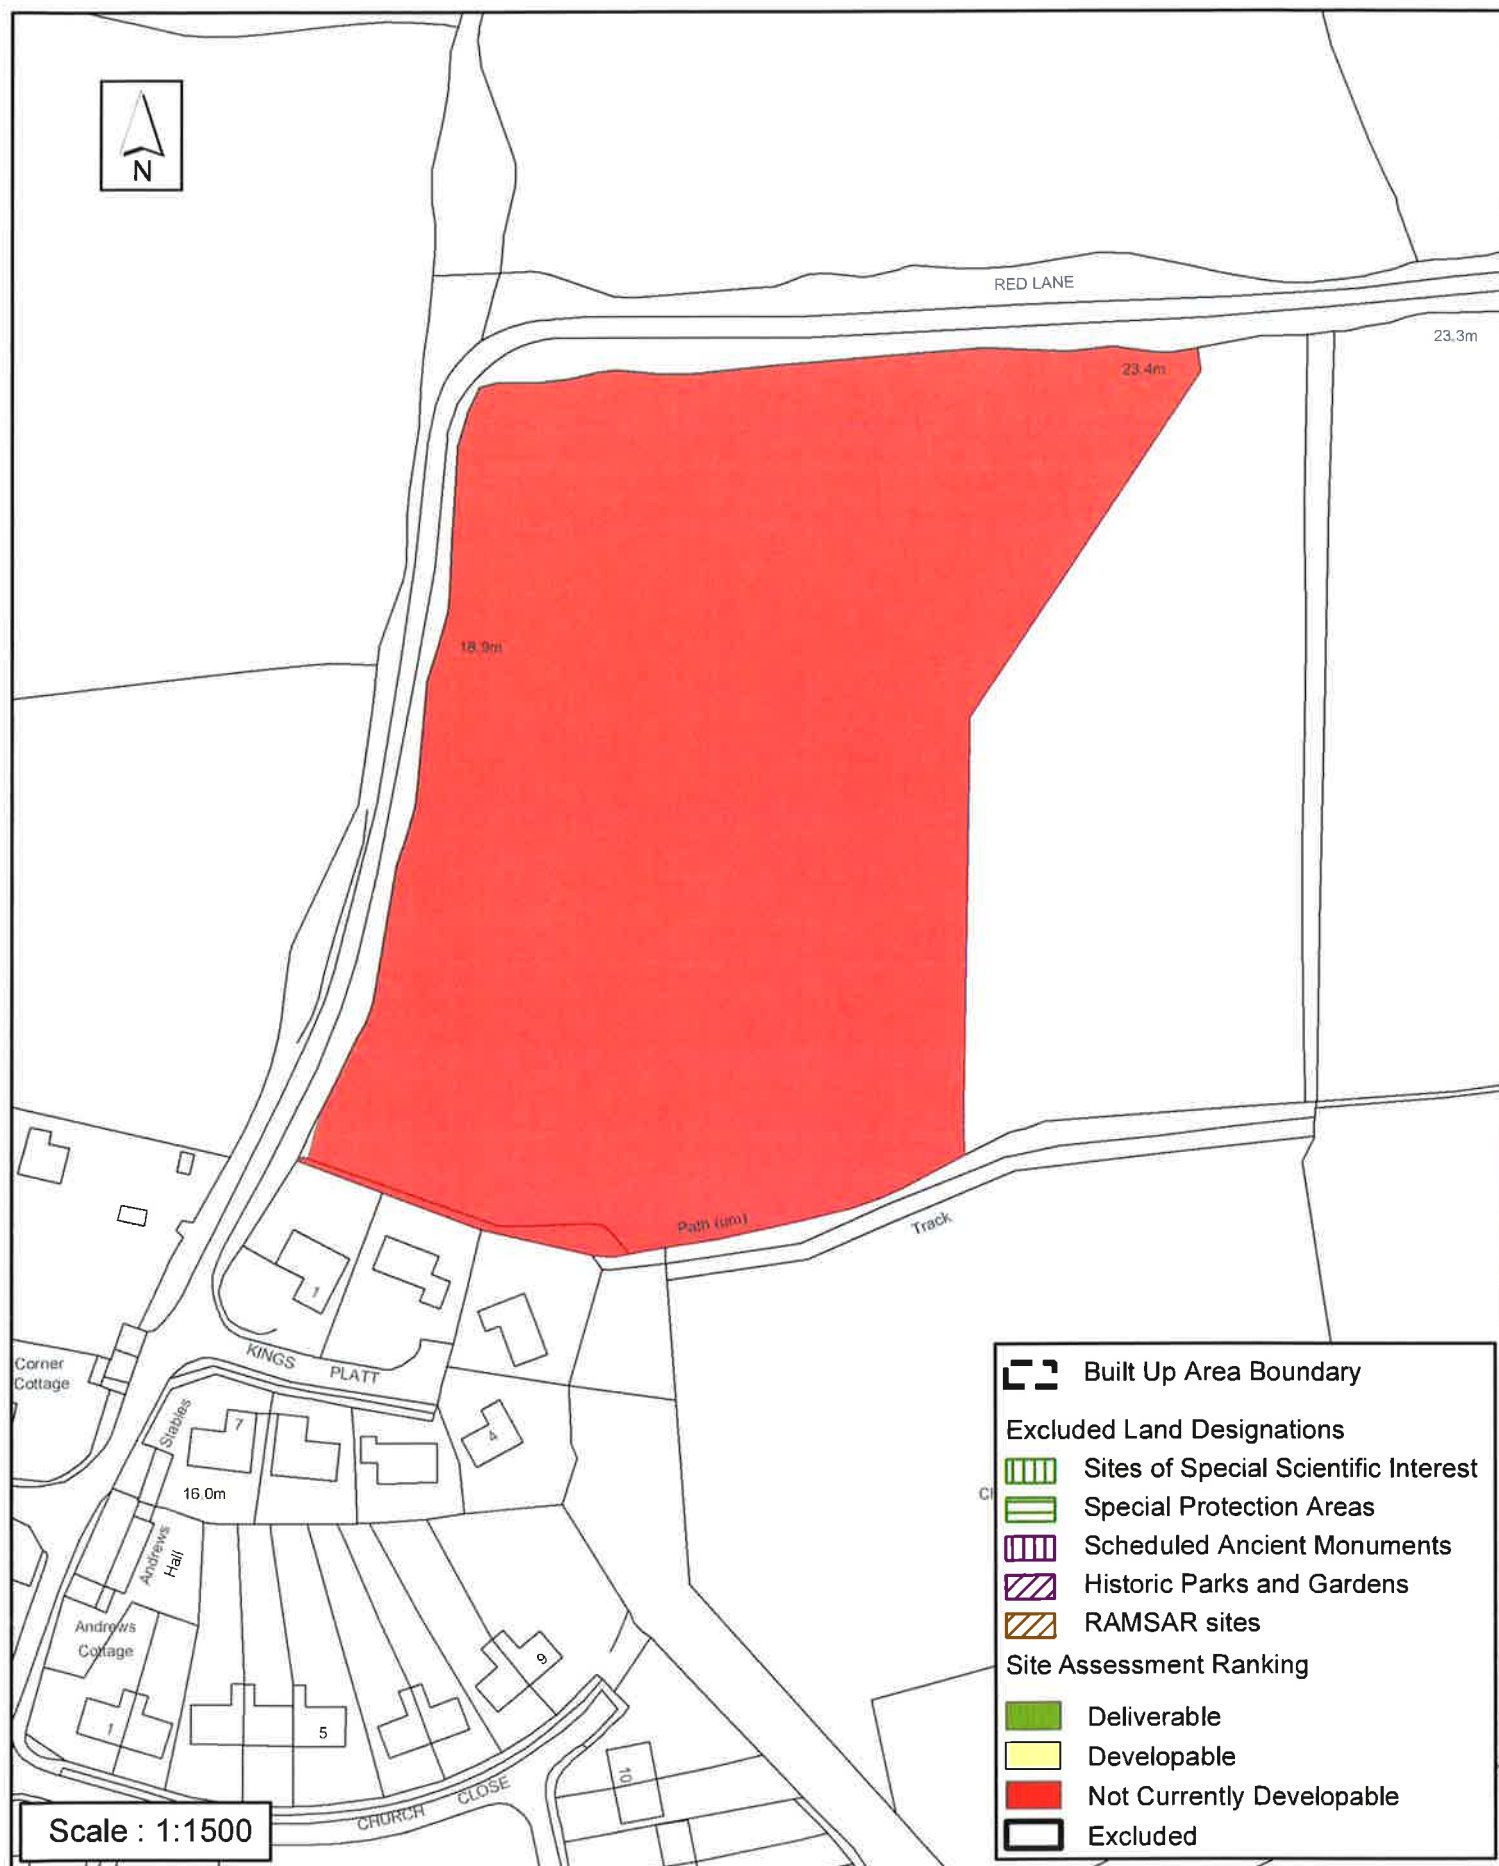 N
RED LANE
23.3m
23.4m
18.9m
Path (um)
Track
1
KINGS PLATT
Corner
Cottage
Stables
7
4
16.0m
Andrews
Hall
Andrews
Cottage
9
1
5
10
CHURCH CLOSE
Scale : 1:1500
Built Up Area Boundary
Excluded Land Designations
Sites of Special Scientific Interest
Special Protection Areas
Scheduled Ancient Monuments
Historic Parks and Gardens
RAMSAR sites
Site Assessment Ranking
Deliverable
Developable
Not Currently Developable
Excluded